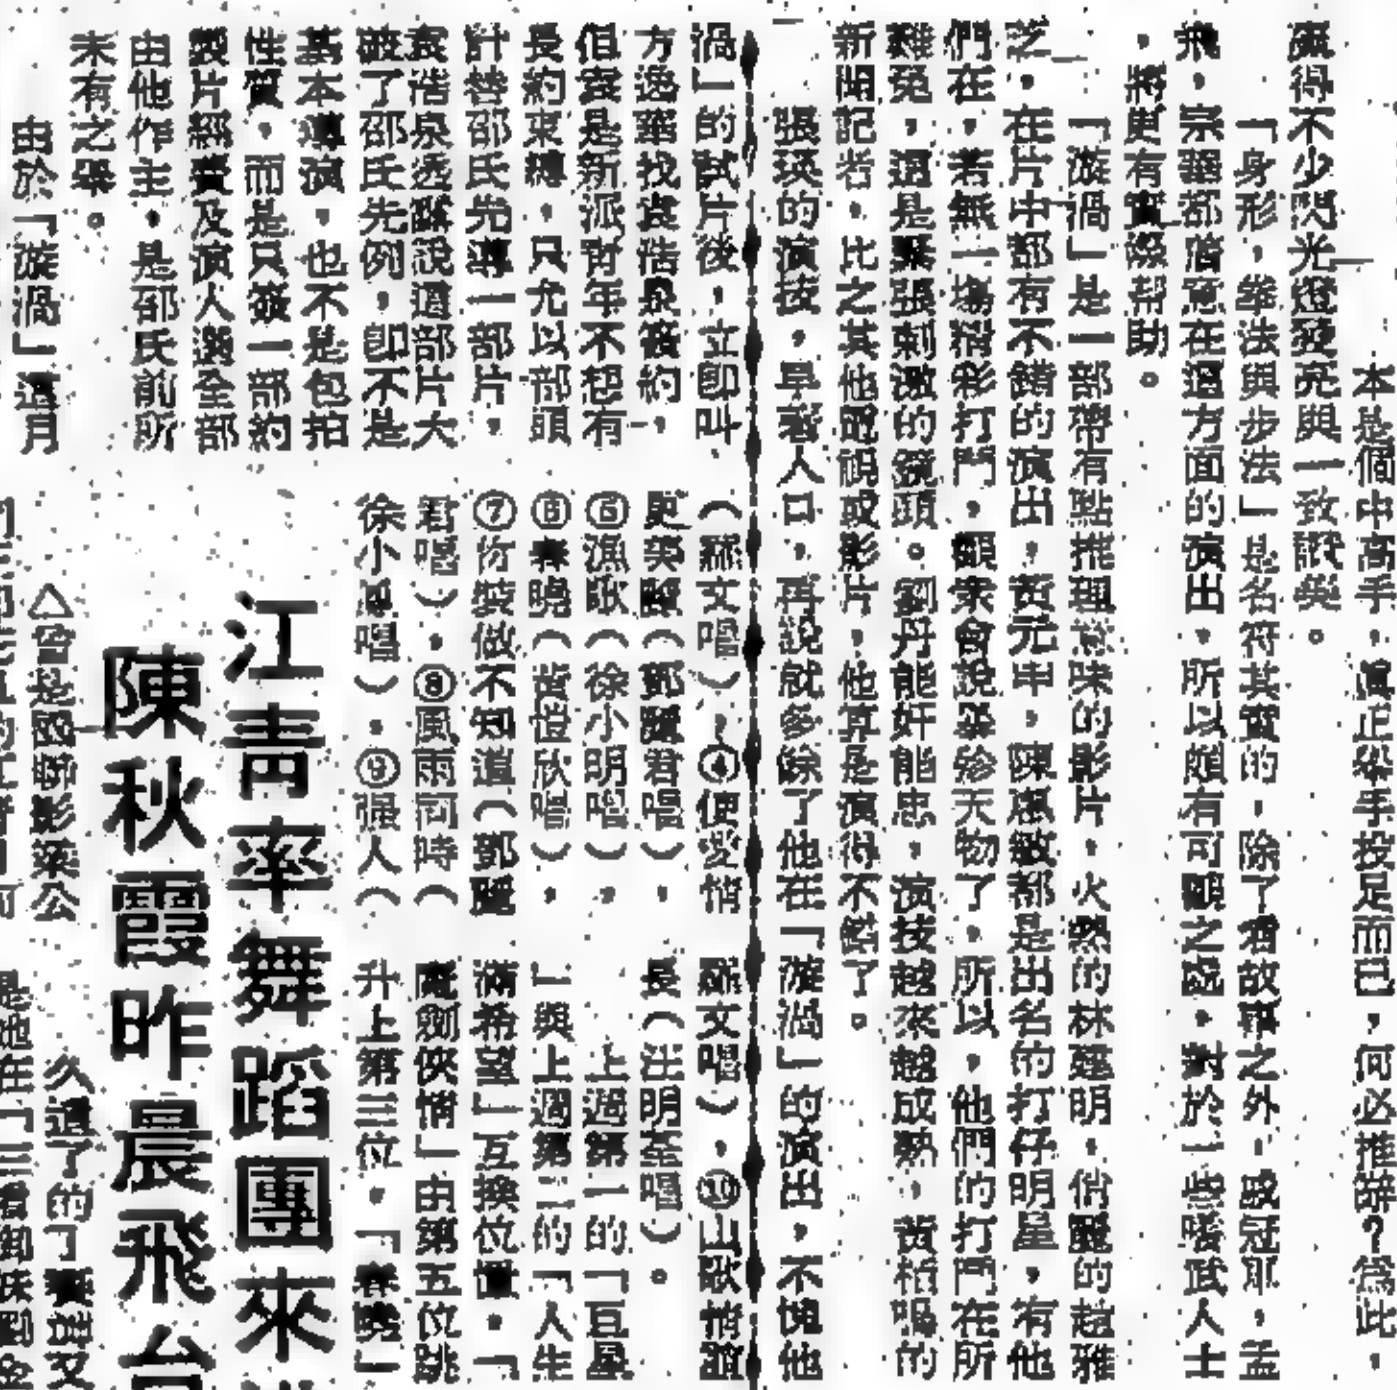 本是個中高手，真正舉手投足而已，何必推辭？為此，
贏得不少閃光燈發亮與一致讚美。
「身形，拳法與步法」是名符其實的，除了看故事之外，戚冠軍，孟
飛，宗華都着意在這方面的演出，所以頗有可觀之處，對於一些嗜武人士
，將更有實際幫助。
「漩渦」是一部帶有點推理意味的影片，火熱的林建明，俏麗的趙雅
芝，在片中都有不錯的演出，黃元申，陳惠敏都是出名的打仔明星，有他
們在，若無一場精彩打鬥，觀眾會說暴殄天物了，所以，他們的打鬥在所
難免，還是緊張刺激的鏡頭。劉丹能奸能忠，演技越來越成熟，黃栢鳴的
新聞記者，比之其他電視或影片，他算是演得不錯了。
張瑛的演技，早著人口，再說就多餘了他在「漩渦」的演出，不愧他
渦」的試片後，立即叫
方逸華找袁浩泉簽約，
但袁是新派青年不想有
長約束縛，只允以部頭
計替邵氏先導一部片，
袁浩泉透露說這部片大
破了邵氏先例，即不是
基本導演，也不是包拍
性質，而是只簽一部約
製片經費及演人選全部
由他作主，是邵氏前所
未有之舉。
由於「漩渦」這月
（羅文唱），④便愛情
更笑聲（鄧麗君唱），
⑤漁歌（徐小明唱），
⑥春曉（黃愷欣唱），
⑦佯裝做不知道（鄧麗
君唱），⑧風雨同時（
徐小鳳唱），⑨强人（
羅文唱），⑩山歌情誼
長（汪明荃唱）。
上週第一的「巨星
」與上週第二的「人生
滿希望」互換位置，「
魔劍俠情」由第五位跳
升上第三位，「春曉」
江青率舞蹈團來
陳秋霞昨晨飛台
△曾是國聯影業公
久違了的
是她在「三看御妹劉金